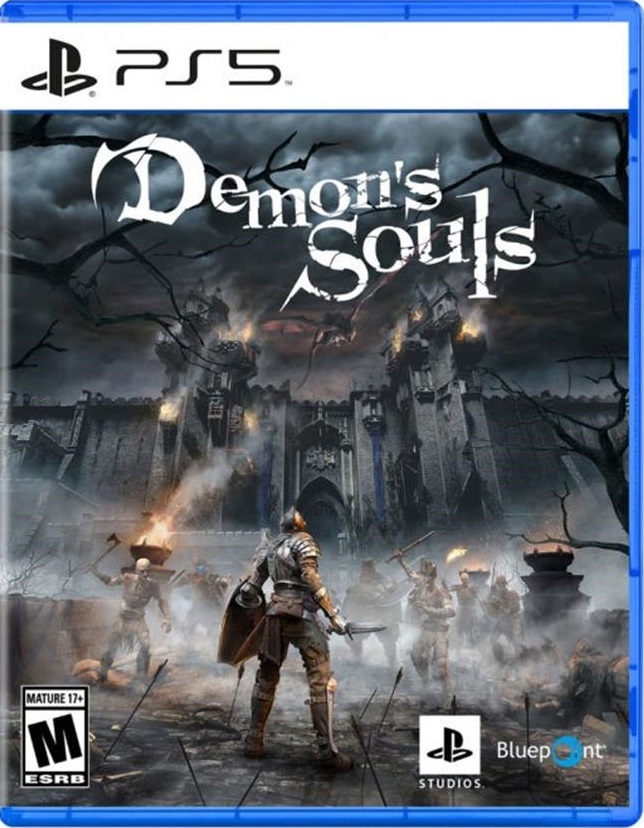 PS5
Demon's
Souls
MATURE 17+
M
ESRB
STUDIOS
Bluepoint